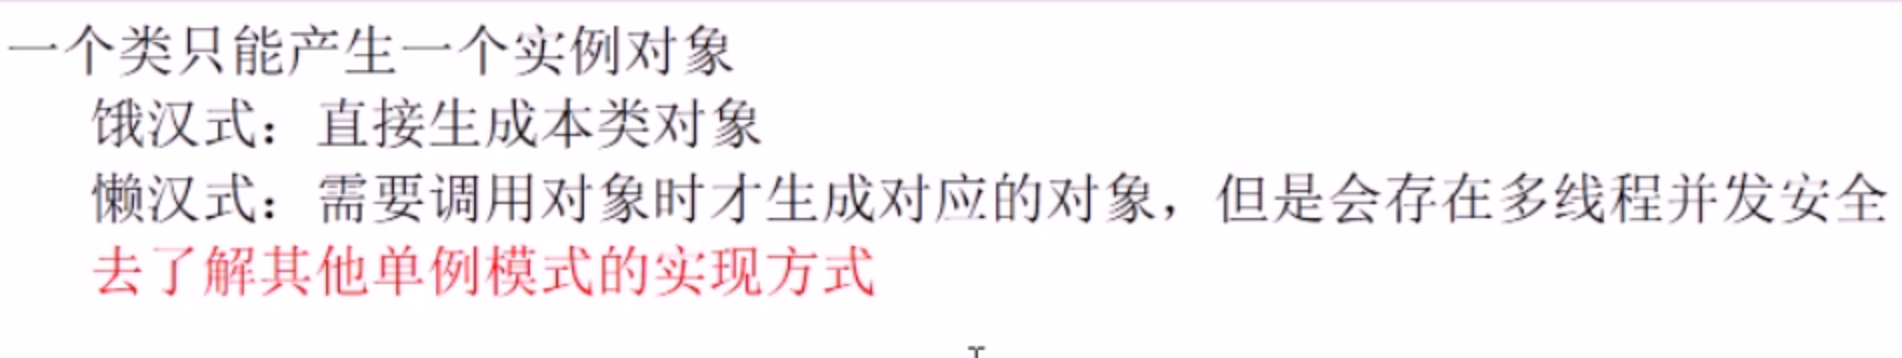 一个类只能产生一个实例对象
饿汉式：直接生成本类对象
懒汉式：需要调用对象时才生成对应的对象，但是会存在多线程并发安全
去了解其他单例模式的实现方式